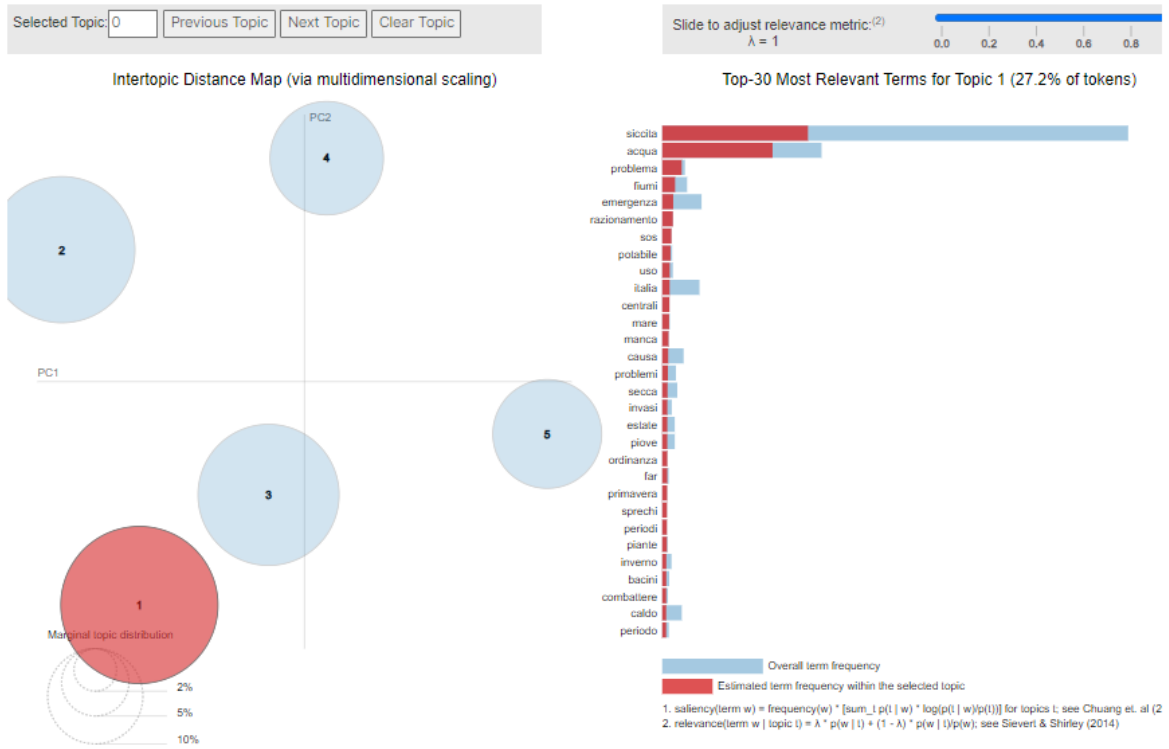 Selected Topic: 0 Previous Topic Next Topic Clear Topic
Slide to adjust relevance metric:(2)
λ = 1
0.0 0.2 0.4 0.6 0.8
Intertopic Distance Map (via multidimensional scaling)
PC2
PC1
4
2
5
3
1
Marginal topic distribution
2%
5%
10%
Top-30 Most Relevant Terms for Topic 1 (27.2% of tokens)
siccita
acqua
problema
fiumi
emergenza
razionamento
sos
potabile
uso
italia
centrali
mare
manca
causa
problemi
secca
invasi
estate
piove
ordinanza
far
primavera
sprechi
periodi
piante
inverno
bacini
combattere
caldo
periodo
Overall term frequency
Estimated term frequency within the selected topic
1. saliency(term w) = frequency(w) * [sum_t p(t | w) * log(p(t | w)/p(t))] for topics t; see Chuang et. al (2
2. relevance(term w | topic t) = λ * p(w | t) + (1 - λ) * p(w | t)/p(w); see Sievert & Shirley (2014)